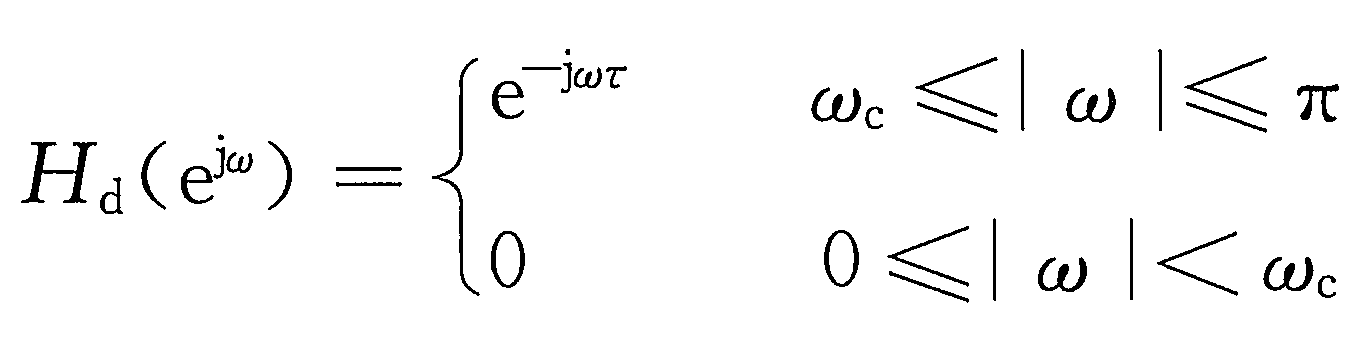 e^{−jωτ}    ω_c ⩽ | ω | ⩽ π
H_d(e^{jω}) = {
0    0 ⩽ | ω | < ω_c